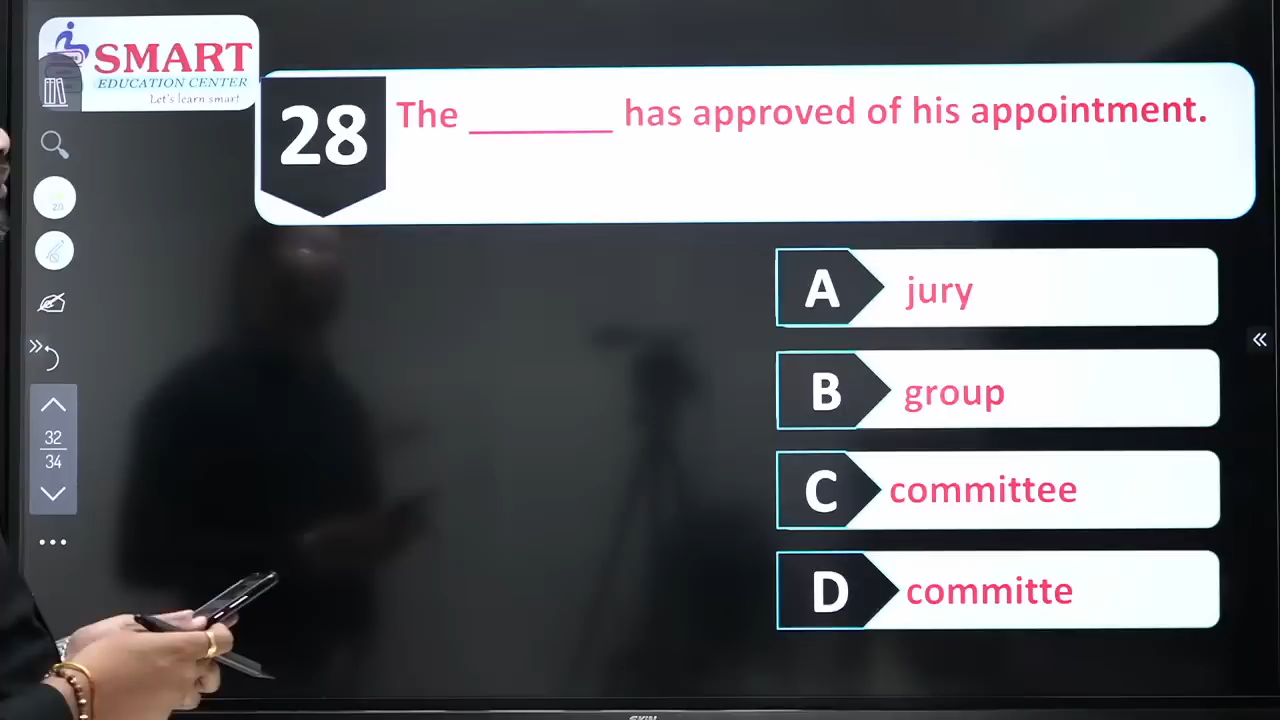 SMART
EDUCATION CENTER
Let's learn smart
28
The ________ has approved of his appointment.
A jury
B group
C committee
D committe
32
34